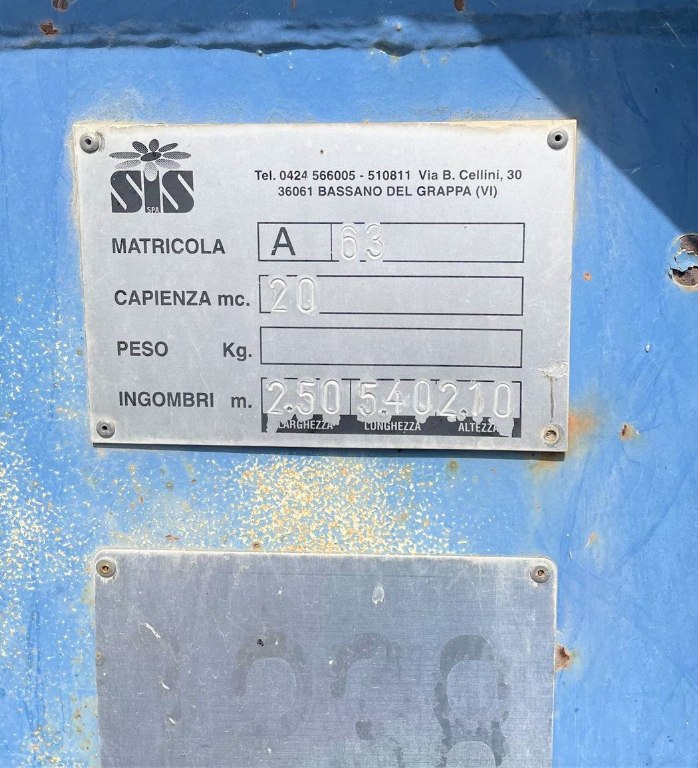 SIS
SPA
Tel. 0424 566005 - 510811 Via B. Cellini, 30
36061 BASSANO DEL GRAPPA (VI)
MATRICOLA A 63
CAPIENZA mc. 20
PESO Kg.
INGOMBRI m. 2.50 5.40 2.10
LARGHEZZA LUNGHEZZA ALTEZZA